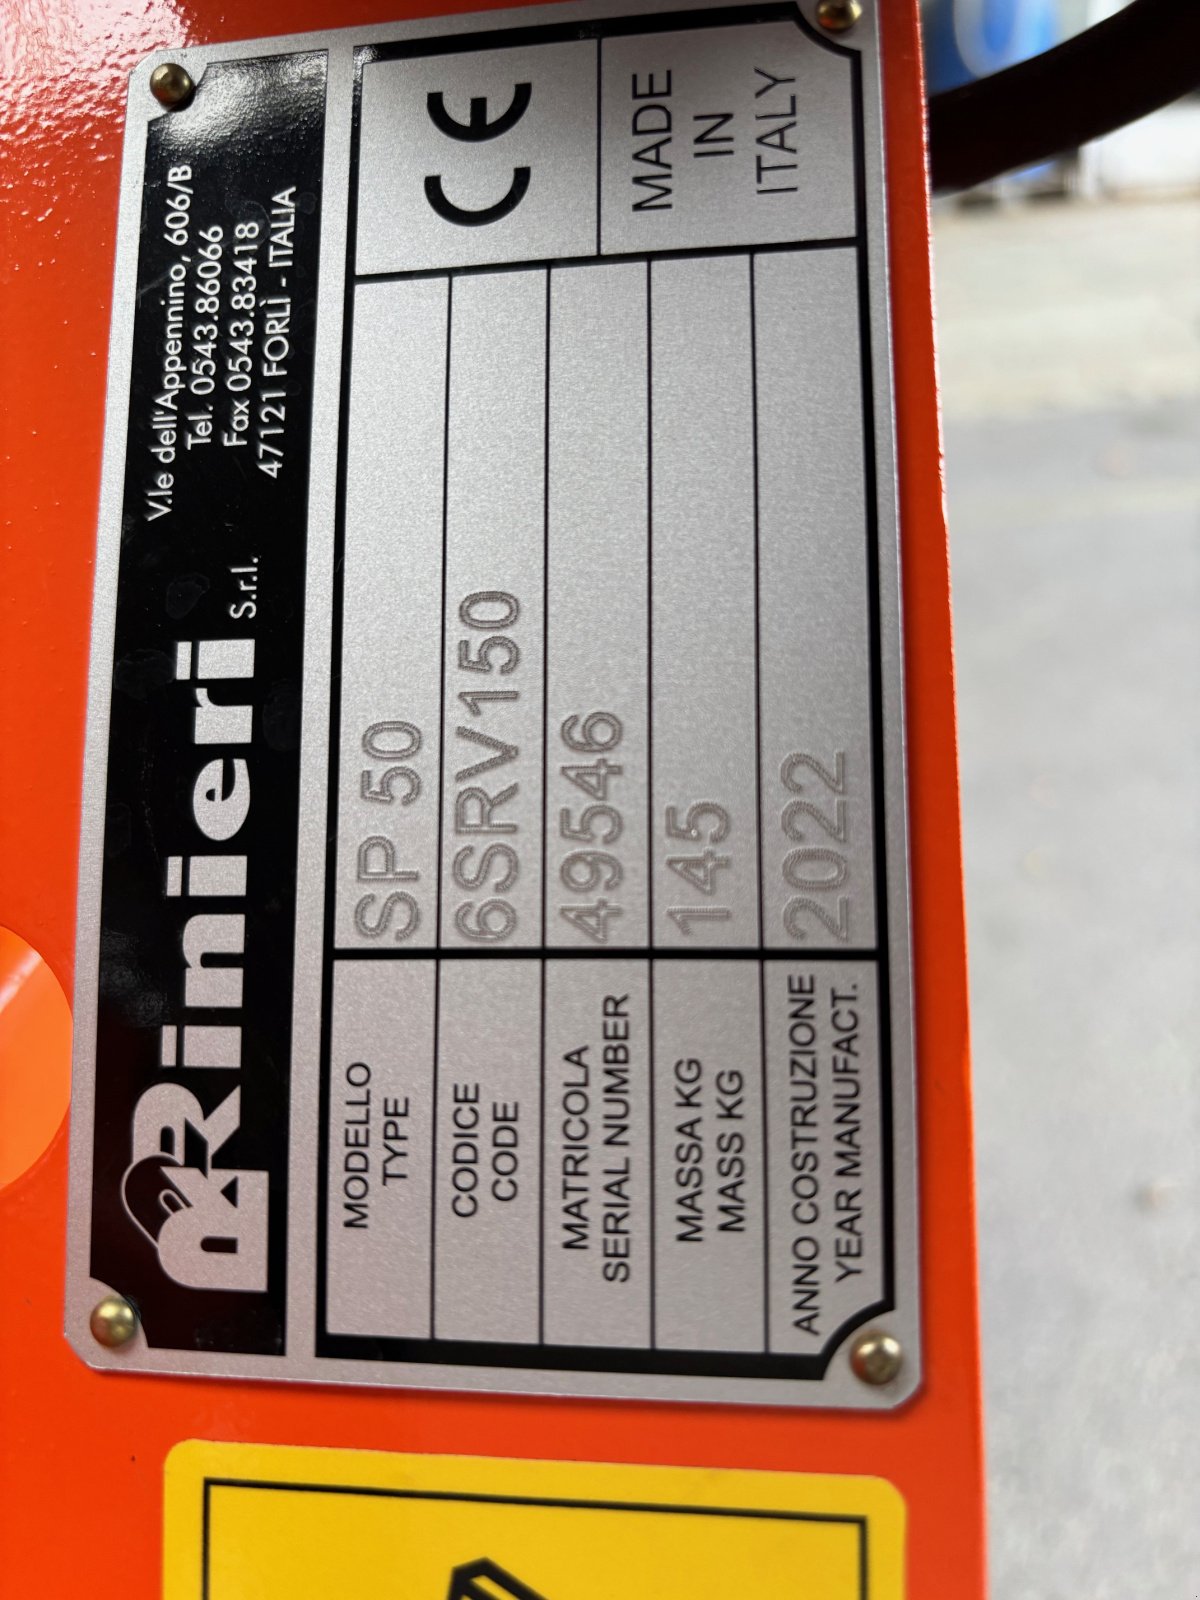 Rinieri S.r.l.
V.le dell'Appennino, 606/B
Tel. 0543.86066
Fax 0543.83418
47121 FORLÌ - ITALIA
CE
MADE
IN
ITALY
MODELLO
TYPE
SP 50
CODICE
CODE
6SRV150
MATRICOLA
SERIAL NUMBER
49546
MASSA KG
MASS KG
145
ANNO COSTRUZIONE
YEAR MANUFACT.
2022